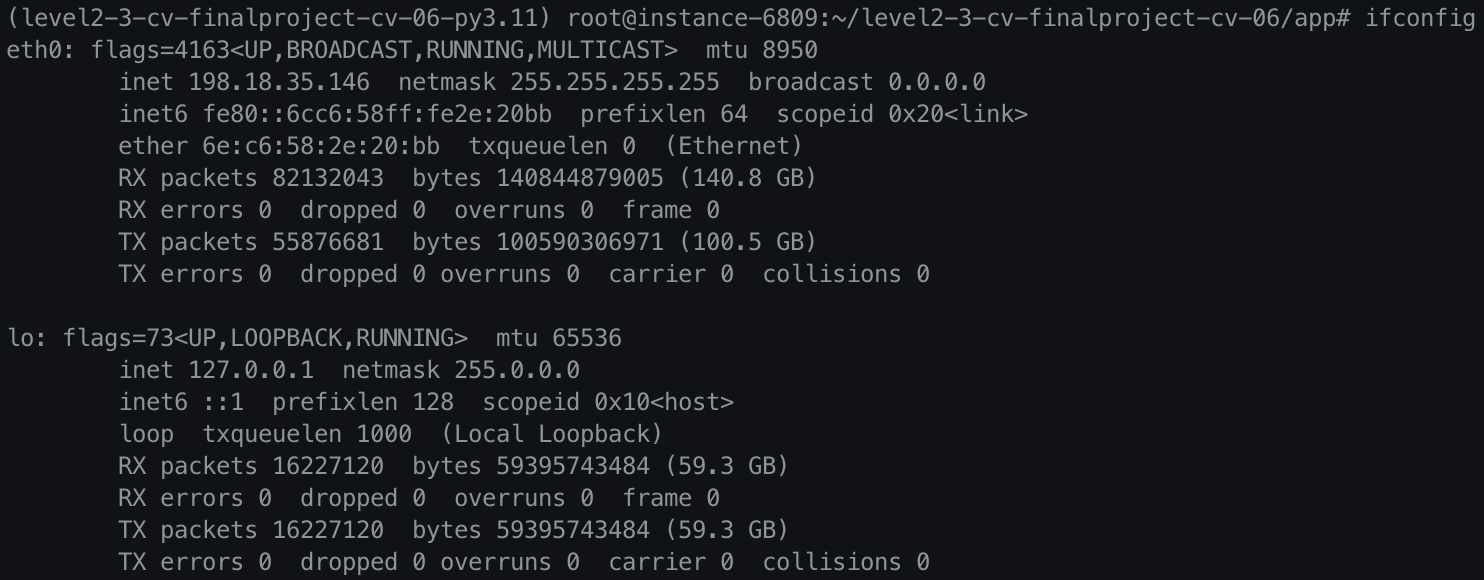 (level2-3-cv-finalproject-cv-06-py3.11) root@instance-6809:~/level2-3-cv-finalproject-cv-06/app# ifconfig
eth0: flags=4163<UP,BROADCAST,RUNNING,MULTICAST>  mtu 8950
        inet 198.18.35.146  netmask 255.255.255.255  broadcast 0.0.0.0
        inet6 fe80::6cc6:58ff:fe2e:20bb  prefixlen 64  scopeid 0x20<link>
        ether 6e:c6:58:2e:20:bb  txqueuelen 0  (Ethernet)
        RX packets 82132043  bytes 140844879005 (140.8 GB)
        RX errors 0  dropped 0  overruns 0  frame 0
        TX packets 55876681  bytes 100590306971 (100.5 GB)
        TX errors 0  dropped 0 overruns 0  carrier 0  collisions 0

lo: flags=73<UP,LOOPBACK,RUNNING>  mtu 65536
        inet 127.0.0.1  netmask 255.0.0.0
        inet6 ::1  prefixlen 128  scopeid 0x10<host>
        loop  txqueuelen 1000  (Local Loopback)
        RX packets 16227120  bytes 59395743484 (59.3 GB)
        RX errors 0  dropped 0  overruns 0  frame 0
        TX packets 16227120  bytes 59395743484 (59.3 GB)
        TX errors 0  dropped 0 overruns 0  carrier 0  collisions 0